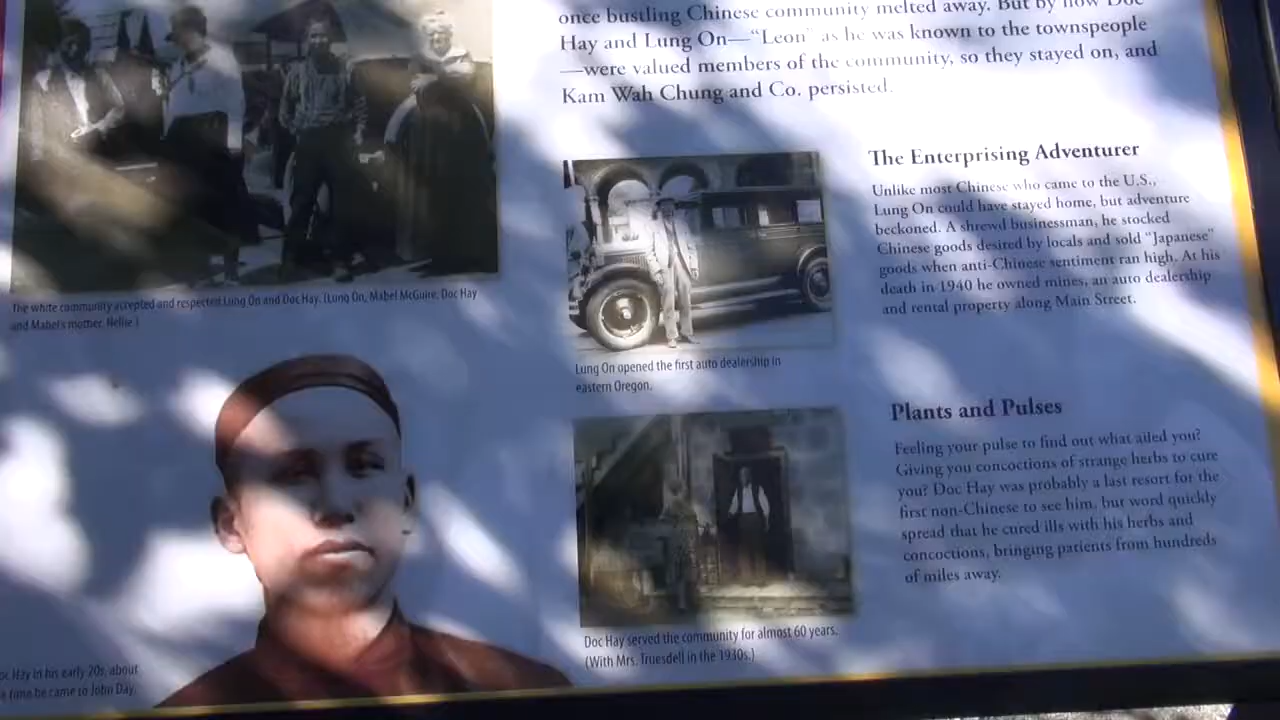 once bustling Chinese community melted away. But by now Doc
Hay and Lung On—“Leon” as he was known to the townspeople
—were valued members of the community, so they stayed on, and
Kam Wah Chung and Co. persisted.
The white community accepted and respected Lung On and Doc Hay. (Lung On, Mabel McGuire, Doc Hay
and Mabel's mother, Nellie.)
The Enterprising Adventurer
Unlike most Chinese who came to the U.S.,
Lung On could have stayed home, but adventure
beckoned. A shrewd businessman, he stocked
Chinese goods desired by locals and sold “Japanese”
goods when anti-Chinese sentiment ran high. At his
death in 1940 he owned mines, an auto dealership
and rental property along Main Street.
Lung On opened the first auto dealership in
eastern Oregon.
Plants and Pulses
Feeling your pulse to find out what ailed you?
Giving you concoctions of strange herbs to cure
you? Doc Hay was probably a last resort for the
first non-Chinese to see him, but word quickly
spread that he cured ills with his herbs and
concoctions, bringing patients from hundreds
of miles away.
Doc Hay served the community for almost 60 years.
(With Mrs. Truesdell in the 1930s.)
oc Hay in his early 20s, about
e time he came to John Day.